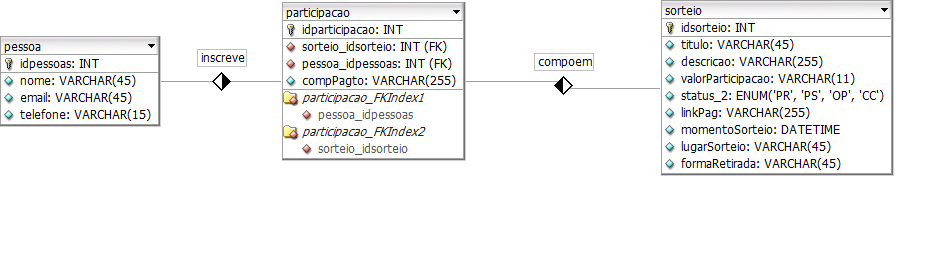 pessoa
idpessoas: INT
nome: VARCHAR(45)
email: VARCHAR(45)
telefone: VARCHAR(15)
inscreve
participacao
idparticipacao: INT
sorteio_idsorteio: INT (FK)
pessoa_idpessoas: INT (FK)
compPagto: VARCHAR(255)
participacao_FKIndex1
pessoa_idpessoas
participacao_FKIndex2
sorteio_idsorteio
compoem
sorteio
idsorteio: INT
titulo: VARCHAR(45)
descricao: VARCHAR(255)
valorParticipacao: VARCHAR(11)
status_2: ENUM('PR', 'PS', 'OP', 'CC')
linkPag: VARCHAR(255)
momentoSorteio: DATETIME
lugarSorteio: VARCHAR(45)
formaRetirada: VARCHAR(45)